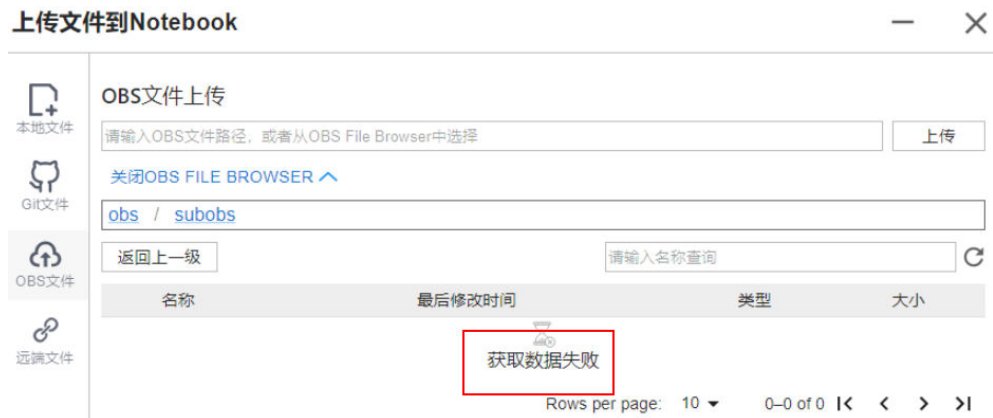 上传文件到Notebook
本地文件
Git文件
OBS文件
远端文件
OBS文件上传
请输入OBS文件路径，或者从OBS File Browser中选择
上传
关闭OBS FILE BROWSER
obs / subobs
返回上一级
请输入名称查询
名称 最后修改时间 类型 大小
获取数据失败
Rows per page: 10 0–0 of 0